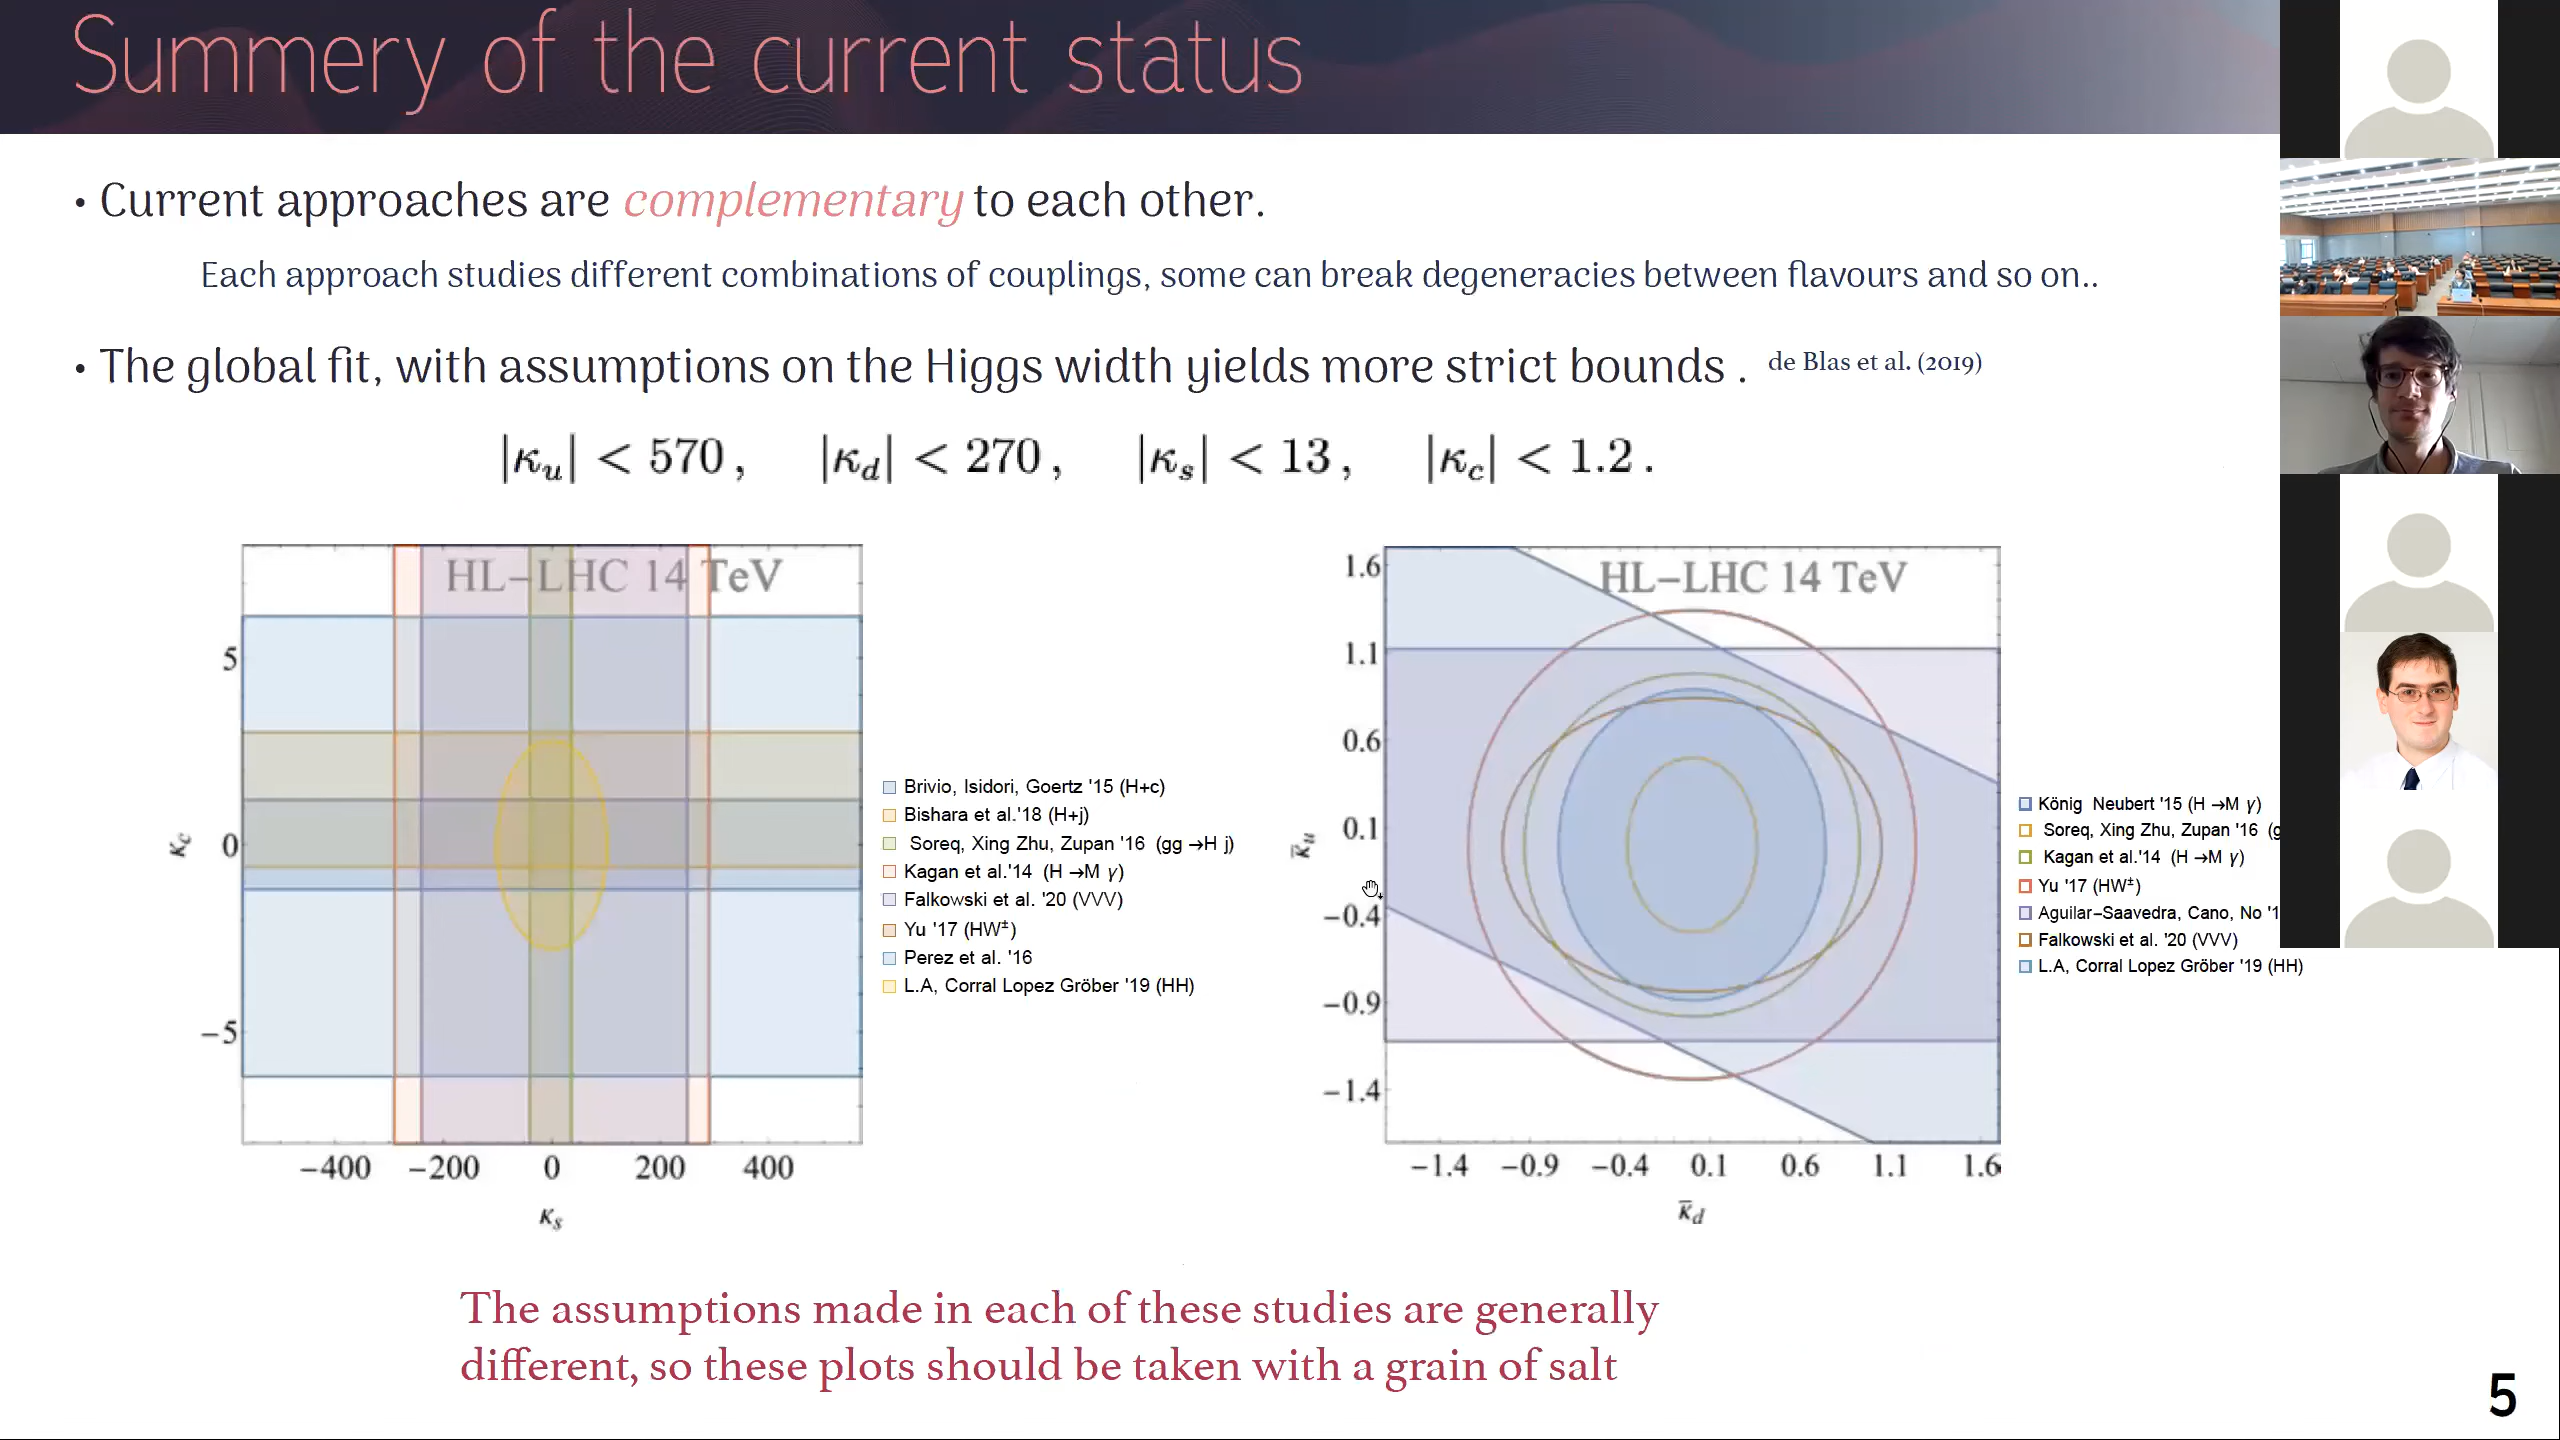 Summery of the current status
• Current approaches are complementary to each other.
Each approach studies different combinations of couplings, some can break degeneracies between flavours and so on..
• The global fit, with assumptions on the Higgs width yields more strict bounds . de Blas et al. (2019)
|κu| < 570 , |κd| < 270 , |κs| < 13 , |κc| < 1.2 .
HL−LHC 14 TeV
5
0
−5
κc
−400 −200 0 200 400
κs
Brivio, Isidori, Goertz '15 (H+c)
Bishara et al.'18 (H+j)
Soreq, Xing Zhu, Zupan '16 (gg →H j)
Kagan et al.'14 (H →M γ)
Falkowski et al. '20 (VVV)
Yu '17 (HW±)
Perez et al. '16
L.A, Corral Lopez Gröber '19 (HH)
HL−LHC 14 TeV
1.6
1.1
0.6
0.1
−0.4
−0.9
−1.4
κ̄u
−1.4 −0.9 −0.4 0.1 0.6 1.1 1.6
κ̄d
König Neubert '15 (H →M γ)
Soreq, Xing Zhu, Zupan '16 (g
Kagan et al.'14 (H →M γ)
Yu '17 (HW±)
Aguilar−Saavedra, Cano, No '1
Falkowski et al. '20 (VVV)
L.A, Corral Lopez Gröber '19 (HH)
The assumptions made in each of these studies are generally
different, so these plots should be taken with a grain of salt
5